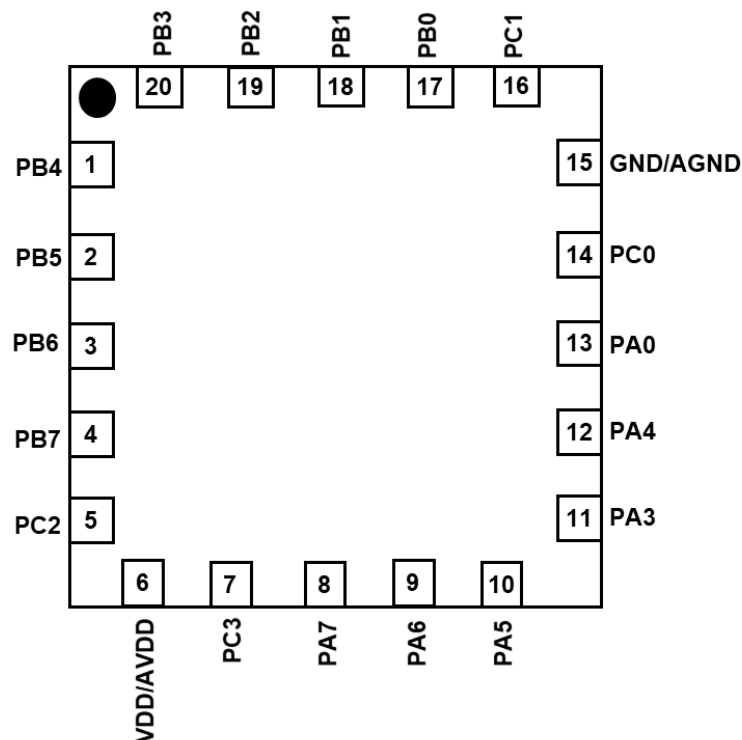 PB3 PB2 PB1 PB0 PC1
20 19 18 17 16
PB4 1 15 GND/AGND
PB5 2 14 PC0
PB6 3 13 PA0
PB7 4 12 PA4
PC2 5 11 PA3
6 7 8 9 10
VDD/AVDD PC3 PA7 PA6 PA5